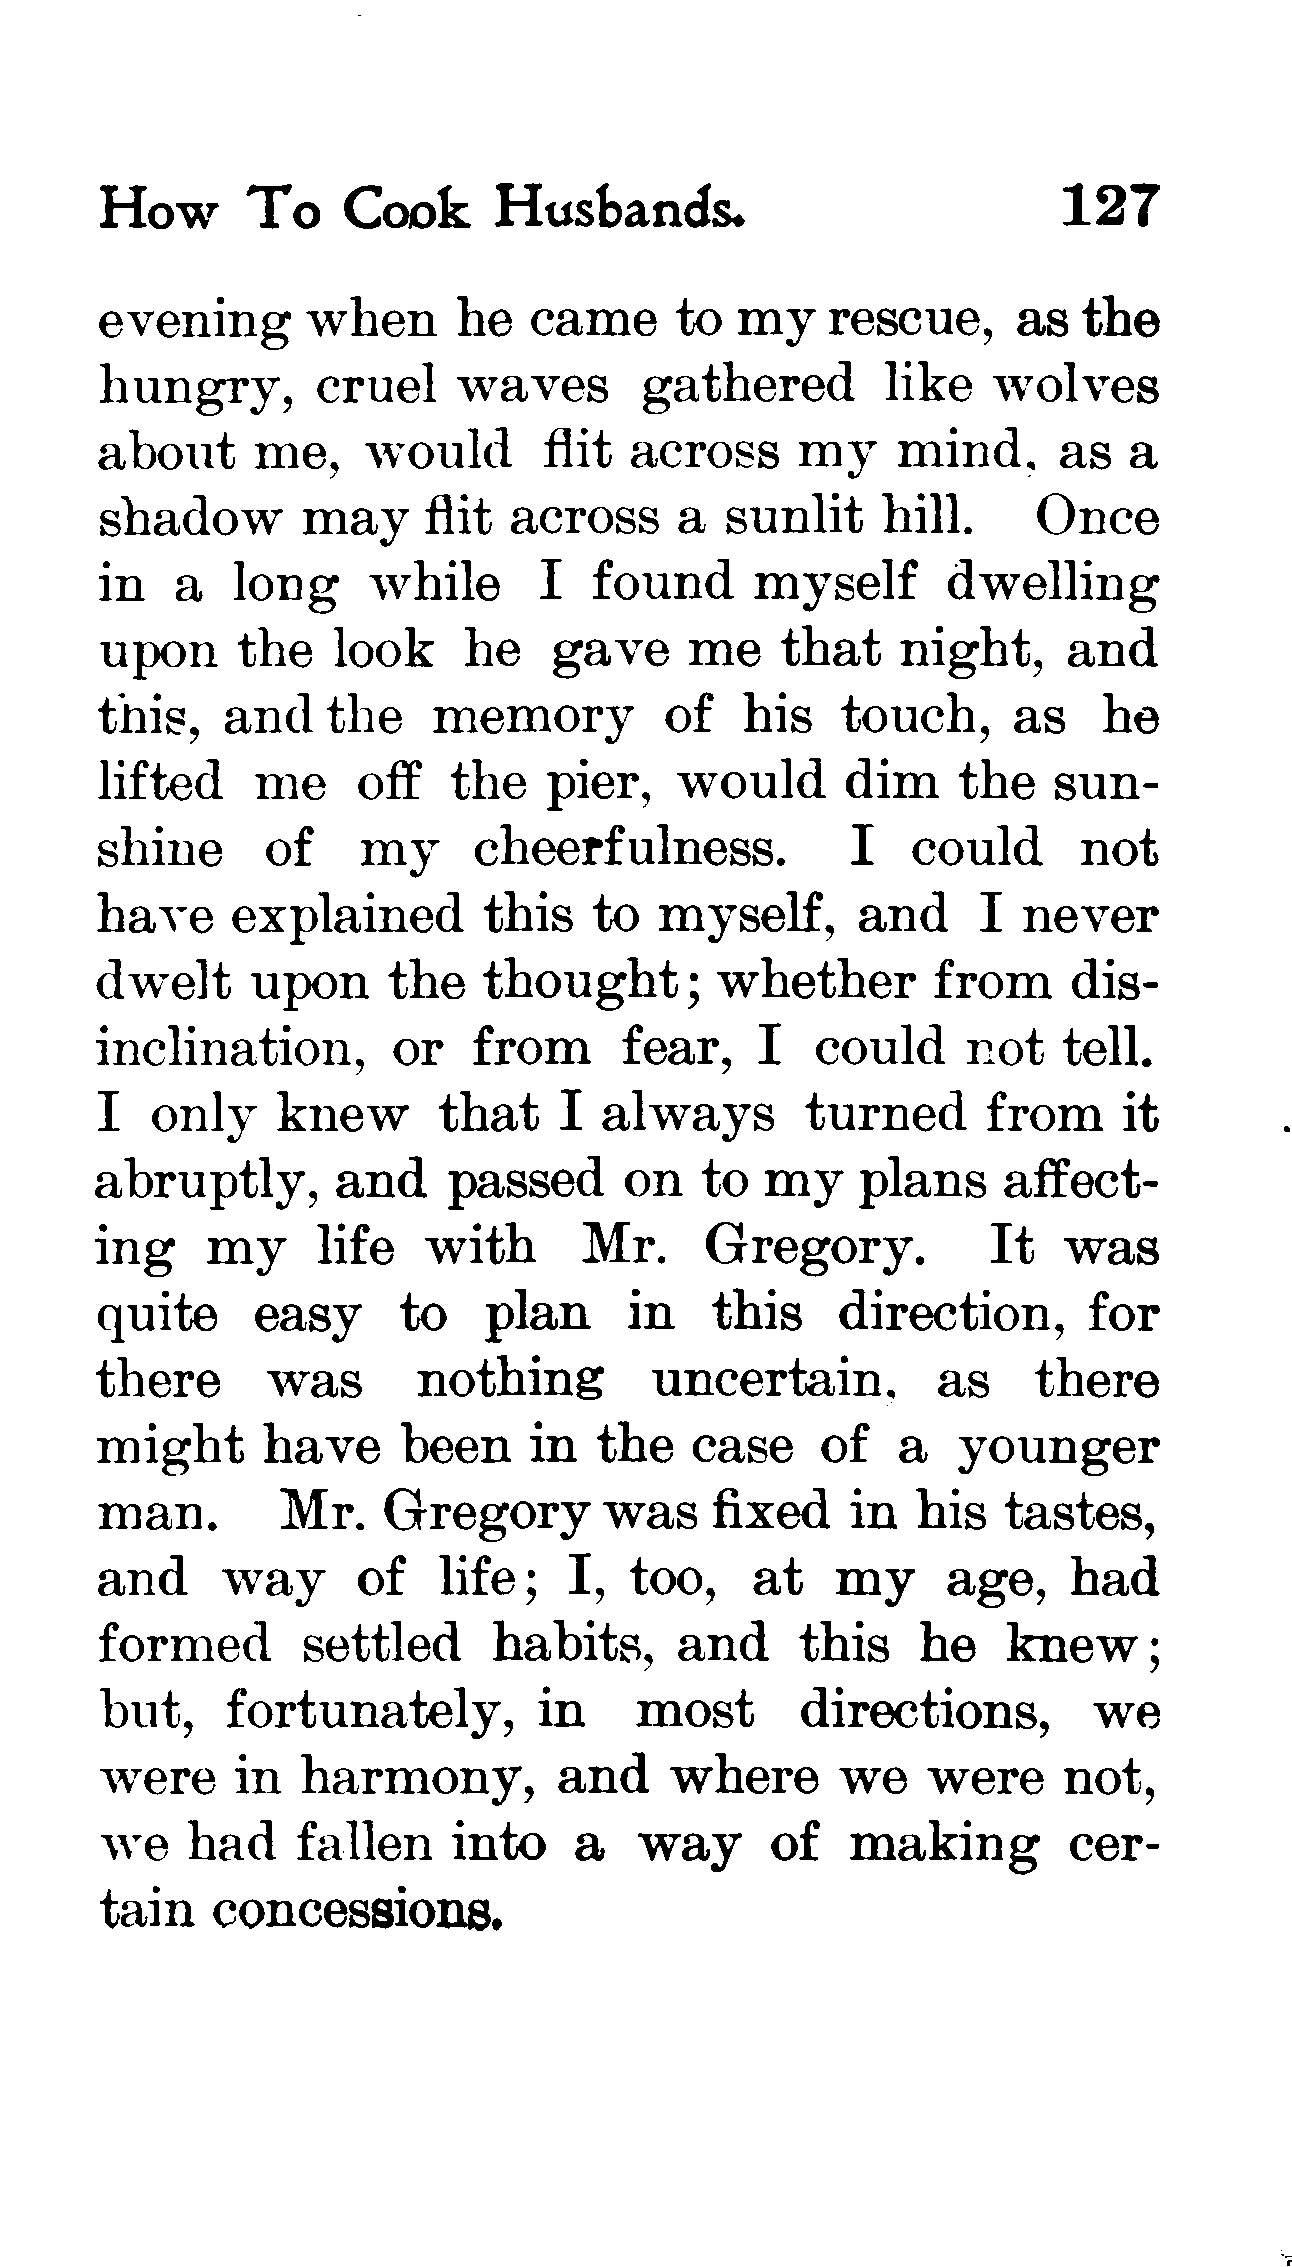 How To Cook Husbands. 127
evening when he came to my rescue, as the
hungry, cruel waves gathered like wolves
about me, would flit across my mind, as a
shadow may flit across a sunlit hill. Once
in a long while I found myself dwelling
upon the look he gave me that night, and
this, and the memory of his touch, as he
lifted me off the pier, would dim the sun-
shine of my cheerfulness. I could not
have explained this to myself, and I never
dwelt upon the thought; whether from dis-
inclination, or from fear, I could not tell.
I only knew that I always turned from it
abruptly, and passed on to my plans affect-
ing my life with Mr. Gregory. It was
quite easy to plan in this direction, for
there was nothing uncertain, as there
might have been in the case of a younger
man. Mr. Gregory was fixed in his tastes,
and way of life; I, too, at my age, had
formed settled habits, and this he knew;
but, fortunately, in most directions, we
were in harmony, and where we were not,
we had fallen into a way of making cer-
tain concessions.